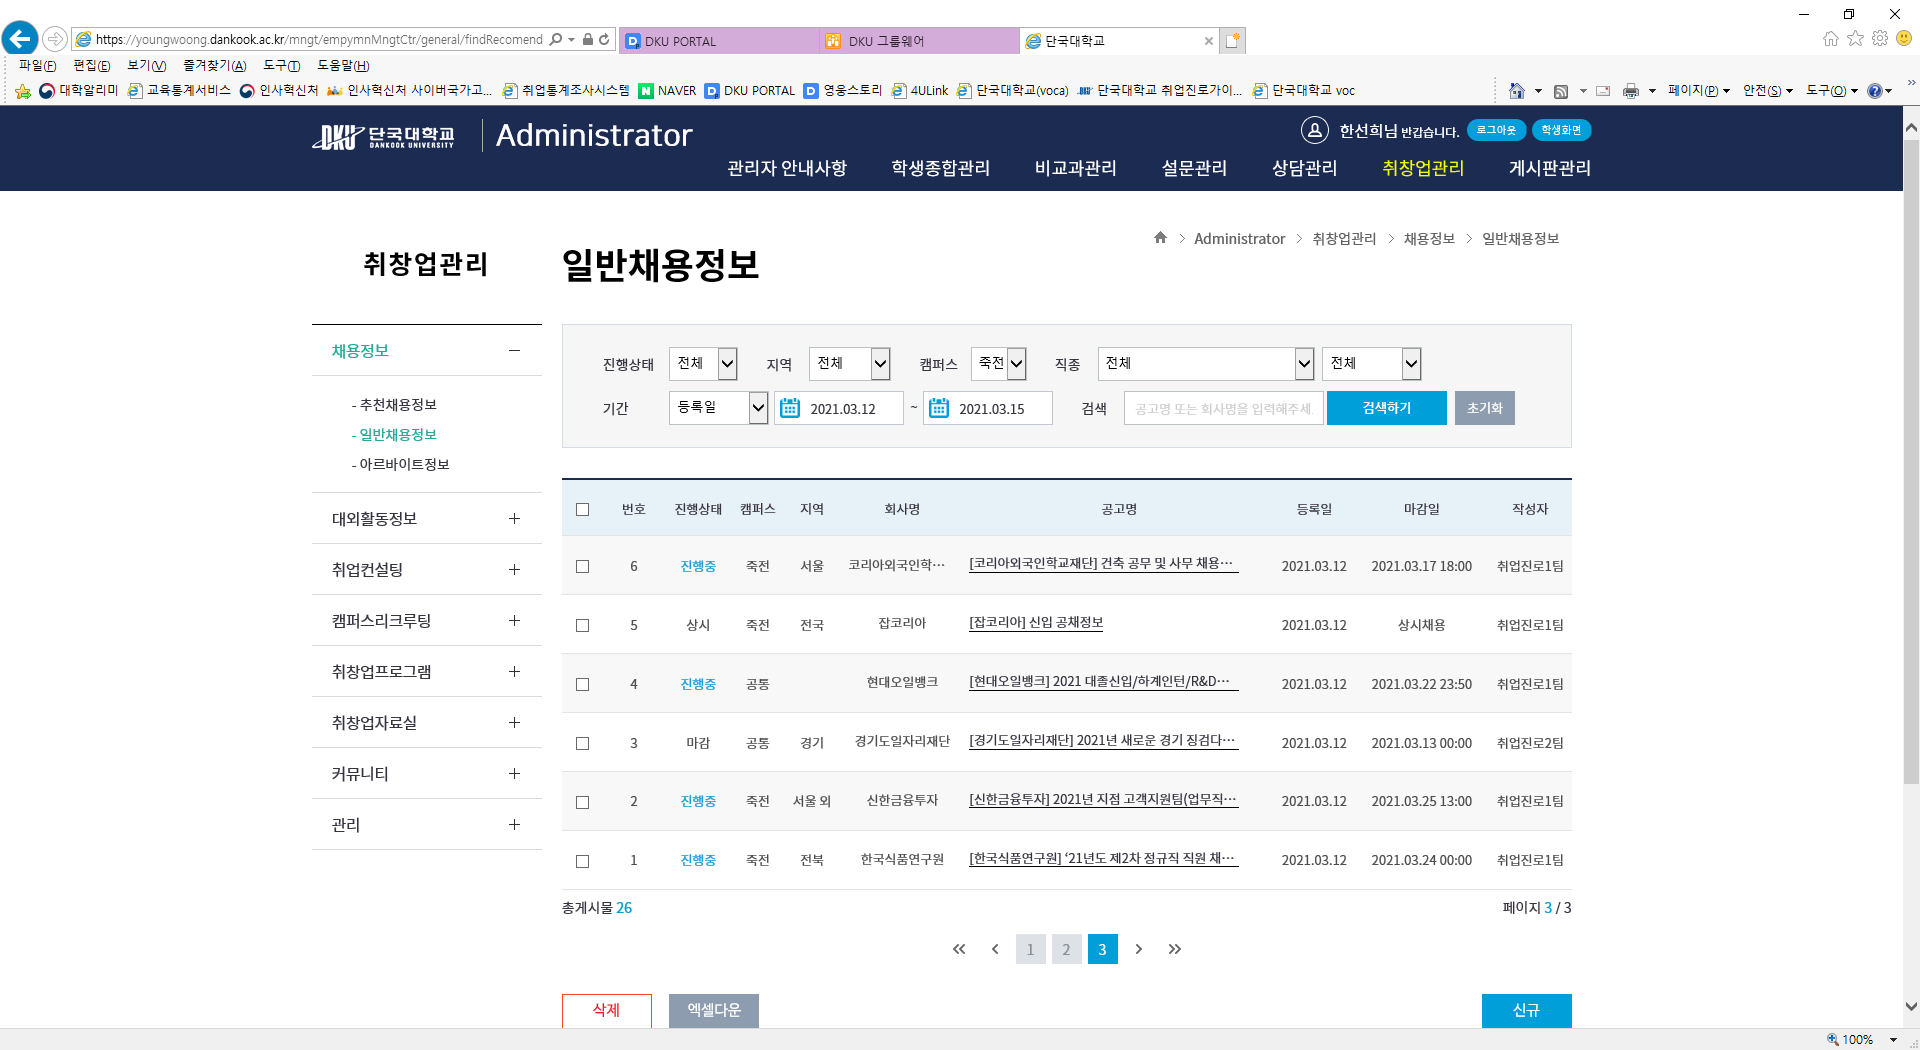 https://youngwoong.dankook.ac.kr/mngt/empymnMngtCtr/general/findRecomend
DKU PORTAL
DKU 그룹웨어
단국대학교
파일(F) 편집(E) 보기(V) 즐겨찾기(A) 도구(T) 도움말(H)
대학알리미 교육통계서비스 인사혁신처 인사혁신처 사이버국가고... 취업통계조사시스템 NAVER DKU PORTAL 영웅스토리 4ULink 단국대학교(voca) 단국대학교 취업진로가이... 단국대학교 voc
페이지(P) 안전(S) 도구(O)
DKU 단국대학교 DANKOOK UNIVERSITY
Administrator
한선희님 반갑습니다. 로그아웃 학생화면
관리자 안내사항 학생종합관리 비교과관리 설문관리 상담관리 취창업관리 게시판관리
Administrator 취창업관리 채용정보 일반채용정보
취창업관리
일반채용정보
채용정보
- 추천채용정보
- 일반채용정보
- 아르바이트정보
대외활동정보
취업컨설팅
캠퍼스리크루팅
취창업프로그램
취창업자료실
커뮤니티
관리
진행상태 전체 지역 전체 캠퍼스 죽전 직종 전체 전체
기간 등록일 2021.03.12 ~ 2021.03.15 검색 공고명 또는 회사명을 입력해주세. 검색하기 초기화
번호 진행상태 캠퍼스 지역 회사명 공고명 등록일 마감일 작성자
6 진행중 죽전 서울 코리아외국인학… [코리아외국인학교재단] 건축 공무 및 사무 채용… 2021.03.12 2021.03.17 18:00 취업진로1팀
5 상시 죽전 전국 잡코리아 [잡코리아] 신입 공채정보 2021.03.12 상시채용 취업진로1팀
4 진행중 공통 현대오일뱅크 [현대오일뱅크] 2021 대졸신입/하계인턴/R&D… 2021.03.12 2021.03.22 23:50 취업진로1팀
3 마감 공통 경기 경기도일자리재단 [경기도일자리재단] 2021년 새로운 경기 징검다… 2021.03.12 2021.03.13 00:00 취업진로2팀
2 진행중 죽전 서울 외 신한금융투자 [신한금융투자] 2021년 지점 고객지원팀(업무직… 2021.03.12 2021.03.25 13:00 취업진로1팀
1 진행중 죽전 전북 한국식품연구원 [한국식품연구원] ‘21년도 제2차 정규직 직원 채… 2021.03.12 2021.03.24 00:00 취업진로1팀
총게시물 26
페이지 3 / 3
1 2 3
삭제 엑셀다운 신규
100%